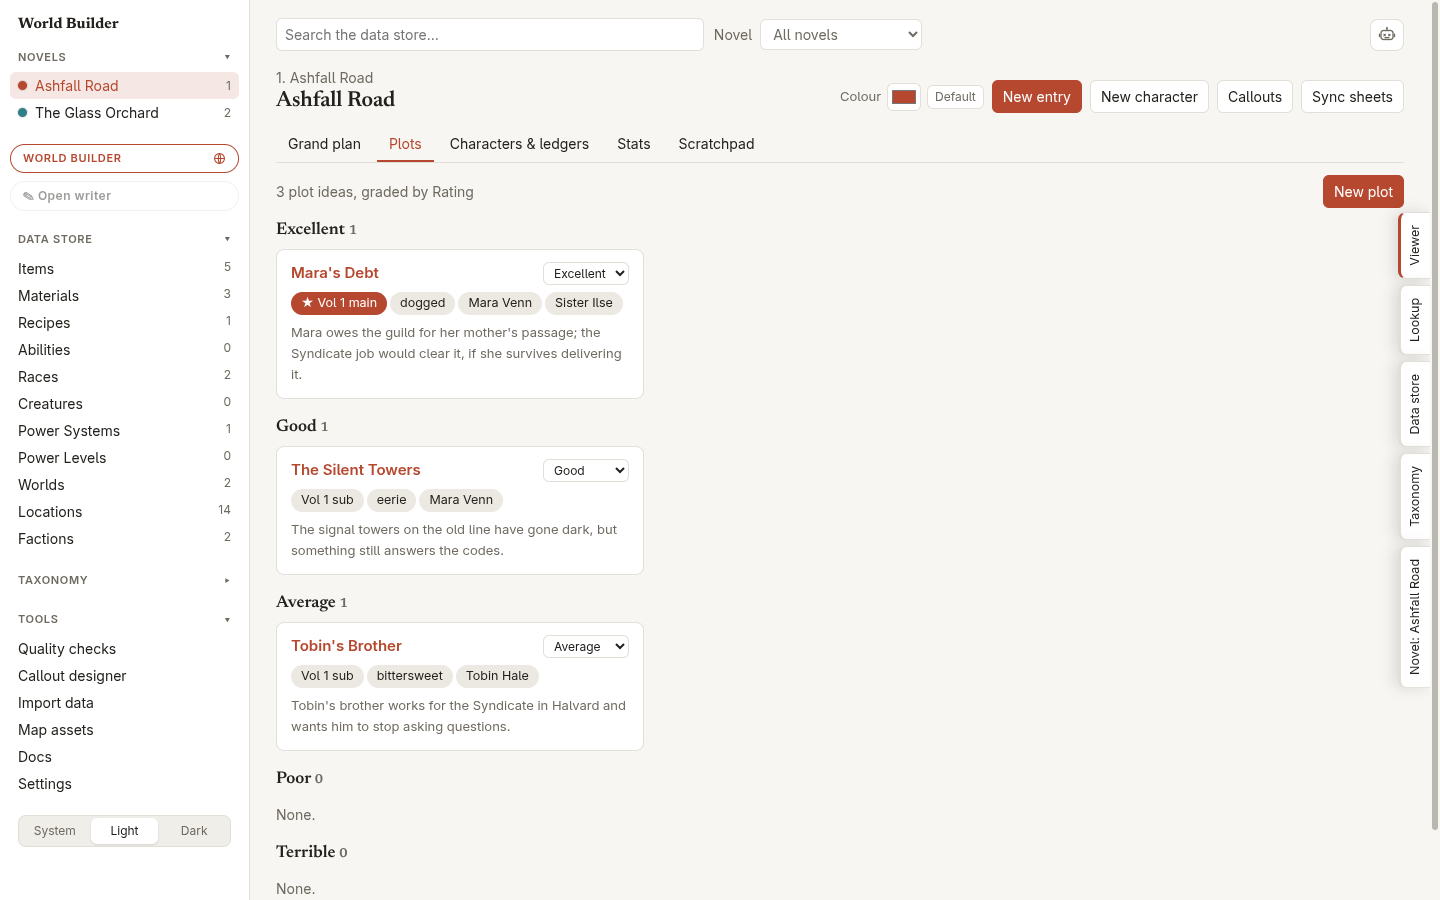 World Builder
NOVELS
Ashfall Road 1
The Glass Orchard 2
WORLD BUILDER
Open writer
DATA STORE
Items 5
Materials 3
Recipes 1
Abilities 0
Races 2
Creatures 0
Power Systems 1
Power Levels 0
Worlds 2
Locations 14
Factions 2
TAXONOMY
TOOLS
Quality checks
Callout designer
Import data
Map assets
Docs
Settings
System Light Dark
Search the data store... Novel All novels
1. Ashfall Road
Ashfall Road
Colour Default New entry New character Callouts Sync sheets
Grand plan Plots Characters & ledgers Stats Scratchpad
3 plot ideas, graded by Rating New plot
Excellent 1
Mara's Debt Excellent
★ Vol 1 main dogged Mara Venn Sister Ilse
Mara owes the guild for her mother's passage; the
Syndicate job would clear it, if she survives delivering
it.
Good 1
The Silent Towers Good
Vol 1 sub eerie Mara Venn
The signal towers on the old line have gone dark, but
something still answers the codes.
Average 1
Tobin's Brother Average
Vol 1 sub bittersweet Tobin Hale
Tobin's brother works for the Syndicate in Halvard and
wants him to stop asking questions.
Poor 0
None.
Terrible 0
None.
Viewer
Lookup
Data store
Taxonomy
Novel: Ashfall Road